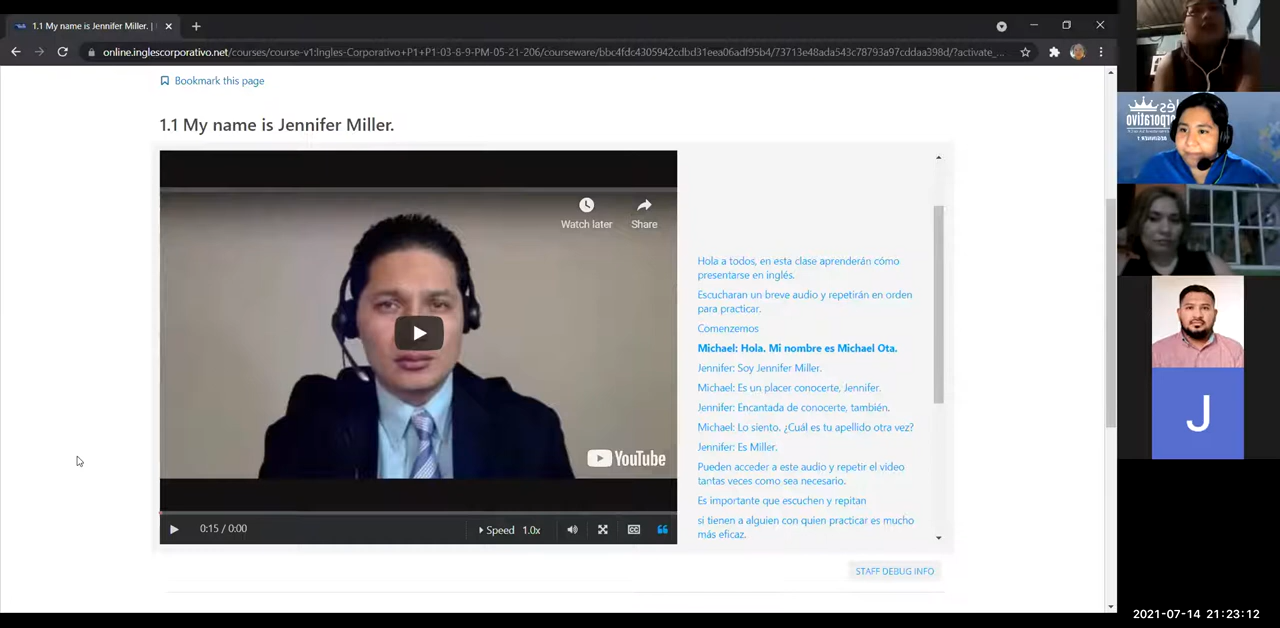 1.1 My name is Jennifer Miller. |
online.inglescorporativo.net/courses/course-v1:Ingles-Corporativo+P1+P1-03-8-9-PM-05-21-206/courseware/bbc4fdc4305942cdbd31eea06adf95b4/73713e48ada543c78793a97cddaa398d/?activate_...
Bookmark this page
1.1 My name is Jennifer Miller.
Watch later
Share
YouTube
0:15 / 0:00
Speed 1.0x
Hola a todos, en esta clase aprenderán cómo
presentarse en inglés.
Escucharan un breve audio y repetirán en orden
para practicar.
Comenzemos
Michael: Hola. Mi nombre es Michael Ota.
Jennifer: Soy Jennifer Miller.
Michael: Es un placer conocerte, Jennifer.
Jennifer: Encantada de conocerte, también.
Michael: Lo siento. ¿Cuál es tu apellido otra vez?
Jennifer: Es Miller.
Pueden acceder a este audio y repetir el video
tantas veces como sea necesario.
Es importante que escuchen y repitan
si tienen a alguien con quien practicar es mucho
más eficaz.
STAFF DEBUG INFO
J
2021-07-14 21:23:12